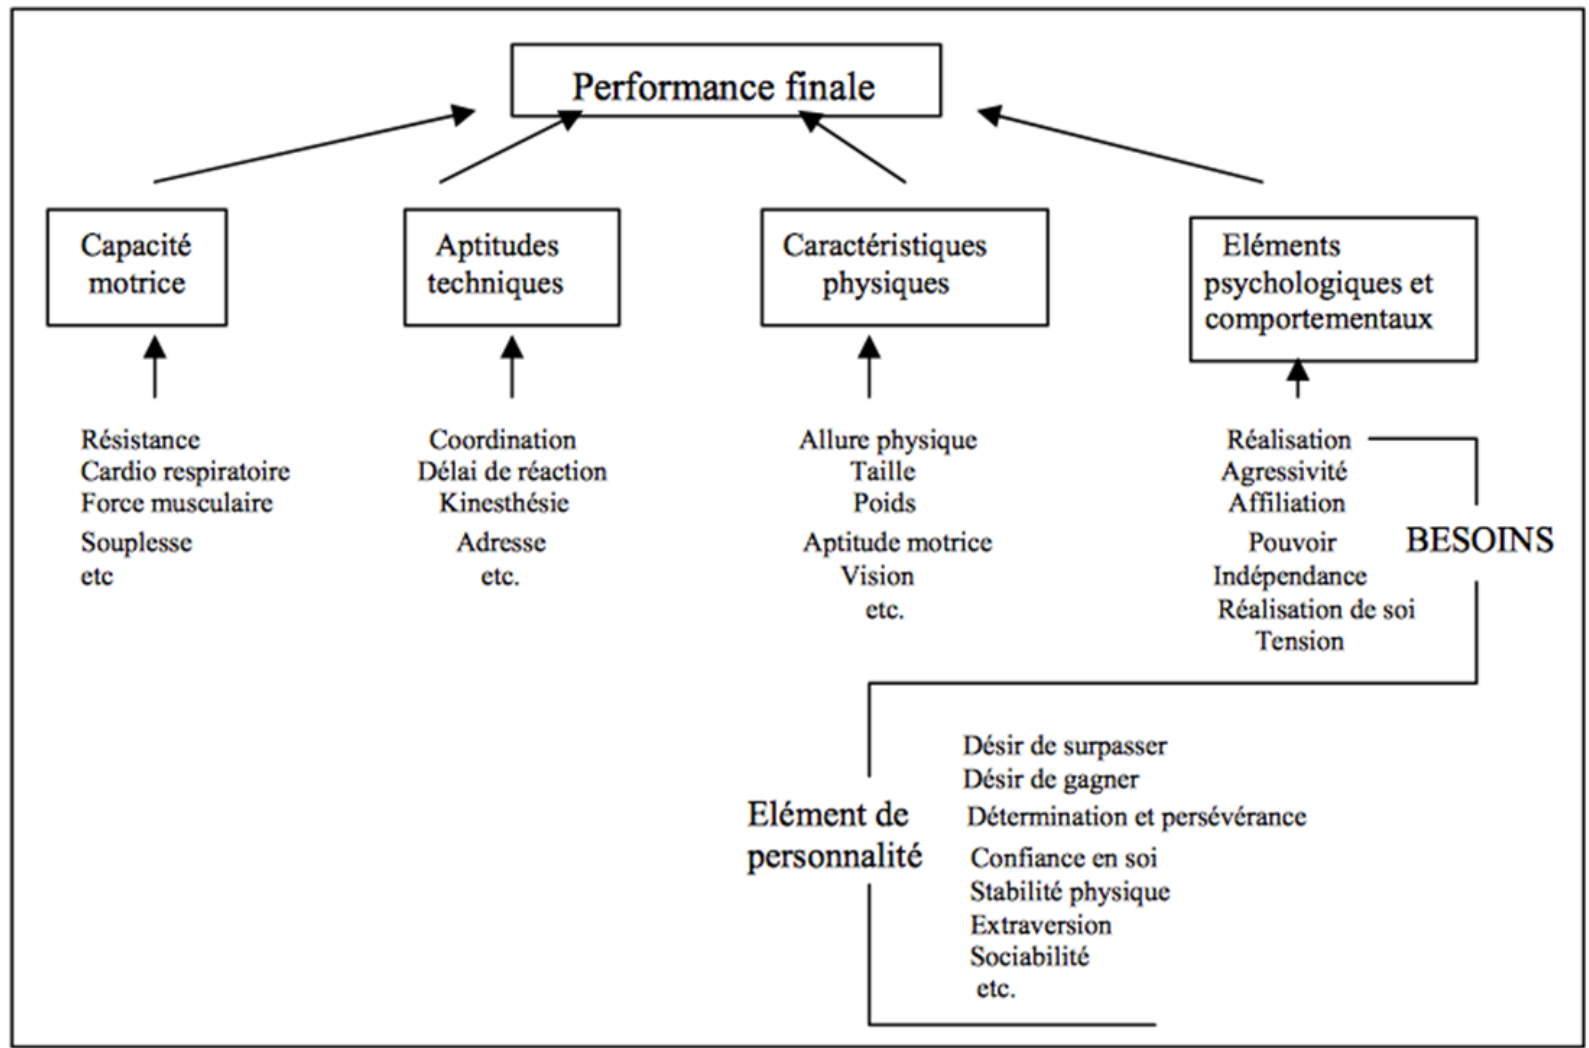 Performance finale
Capacité
motrice
Aptitudes
techniques
Caractéristiques
physiques
Eléments
psychologiques et
comportementaux
Résistance
Cardio respiratoire
Force musculaire
Souplesse
etc
Coordination
Délai de réaction
Kinesthésie
Adresse
etc.
Allure physique
Taille
Poids
Aptitude motrice
Vision
etc.
Réalisation
Agressivité
Affiliation
Pouvoir
Indépendance
Réalisation de soi
Tension
BESOINS
Elément de
personnalité
Désir de surpasser
Désir de gagner
Détermination et persévérance
Confiance en soi
Stabilité physique
Extraversion
Sociabilité
etc.